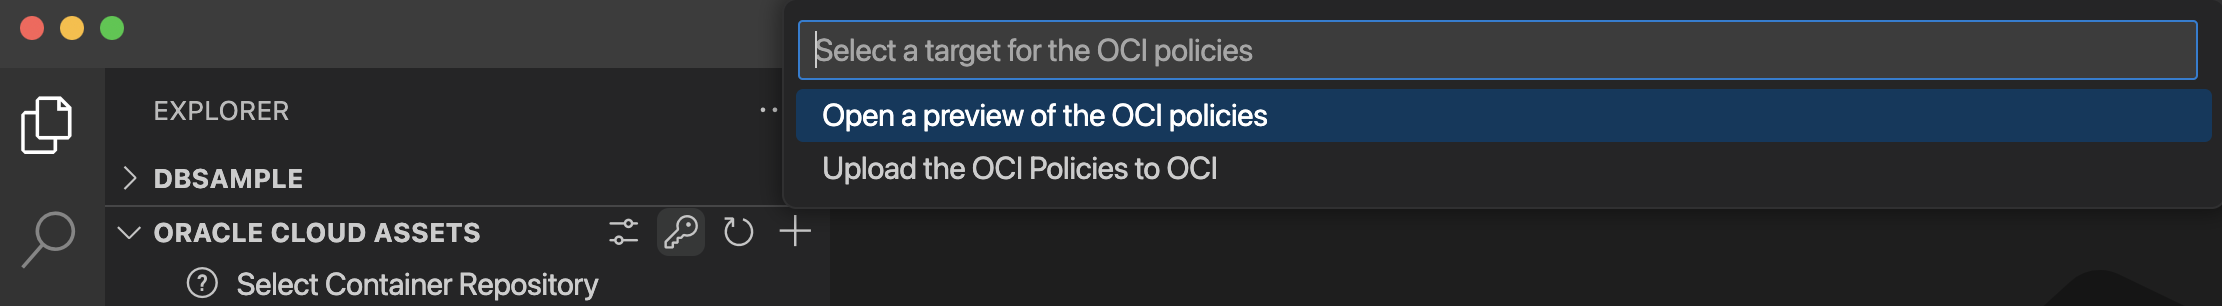 Select a target for the OCI policies
Open a preview of the OCI policies
Upload the OCI Policies to OCI
EXPLORER
DBSAMPLE
ORACLE CLOUD ASSETS
Select Container Repository